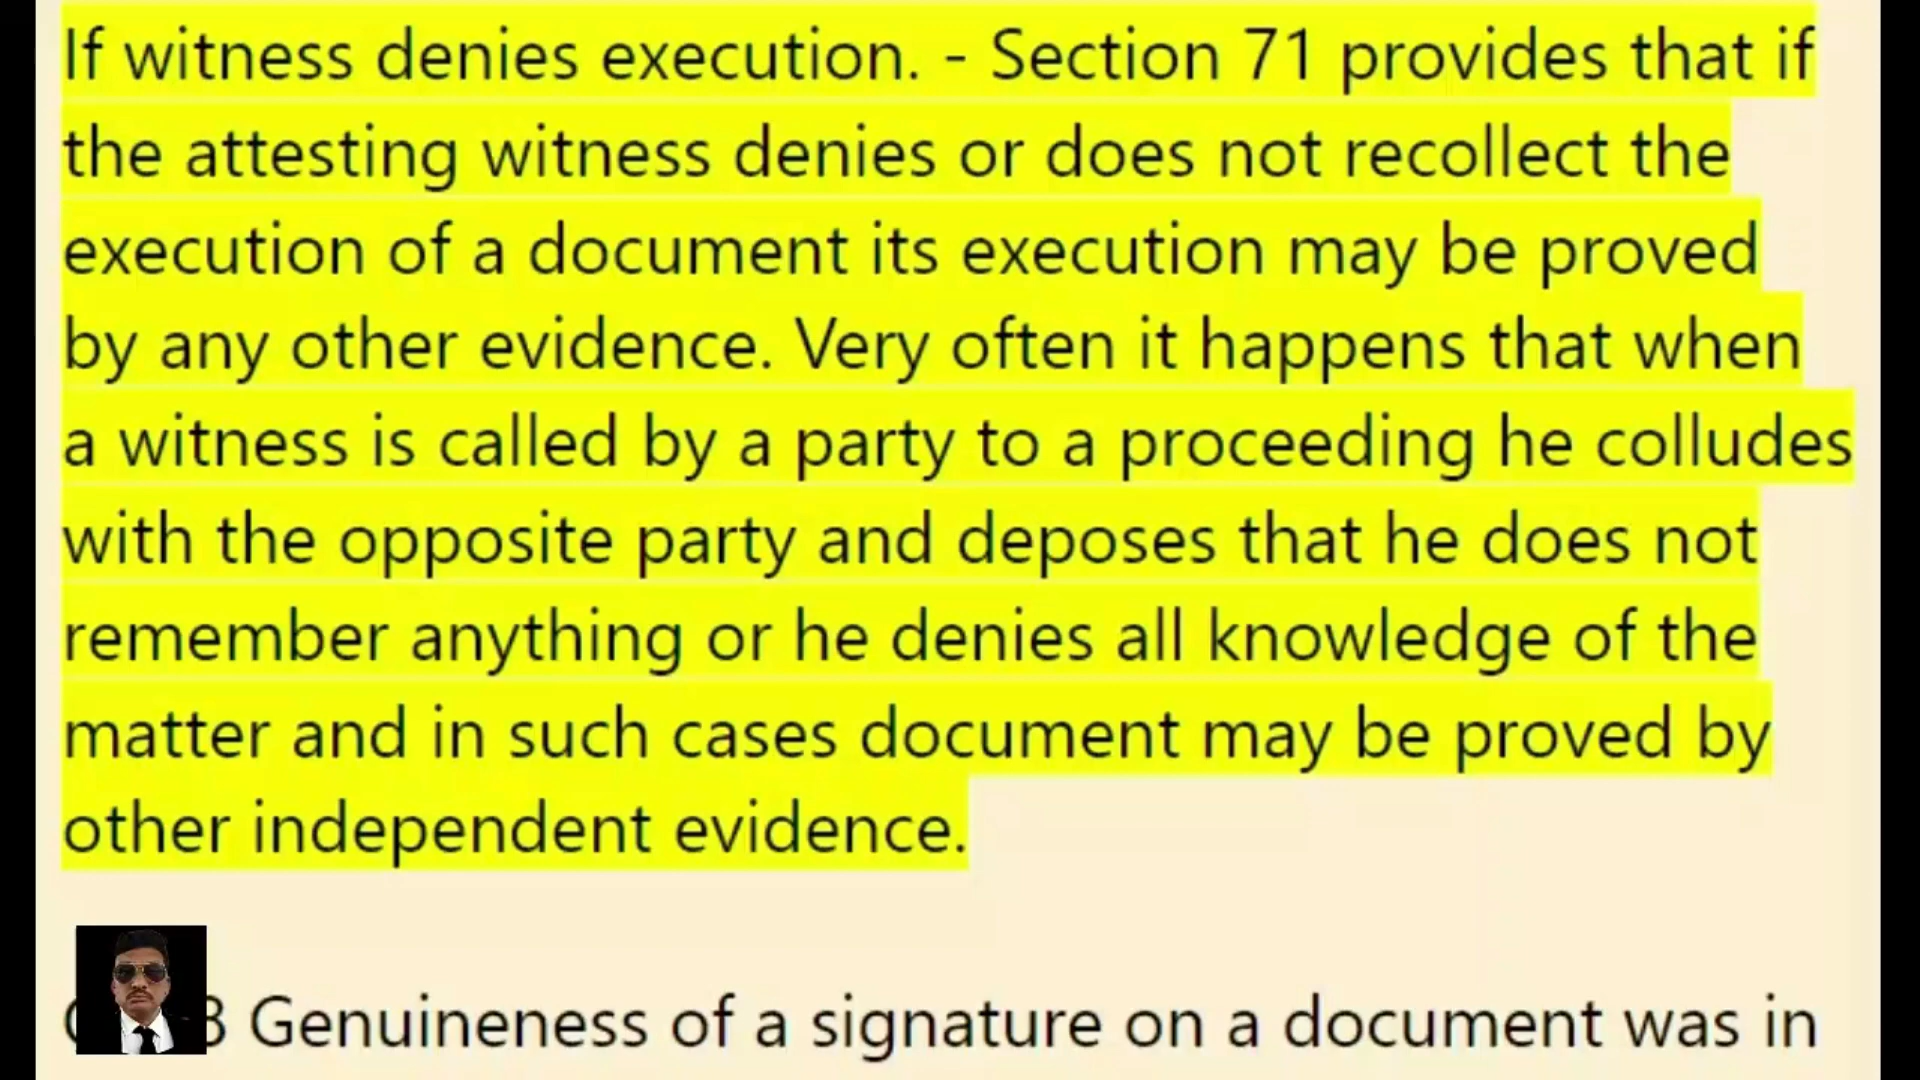 If witness denies execution. - Section 71 provides that if
the attesting witness denies or does not recollect the
execution of a document its execution may be proved
by any other evidence. Very often it happens that when
a witness is called by a party to a proceeding he colludes
with the opposite party and deposes that he does not
remember anything or he denies all knowledge of the
matter and in such cases document may be proved by
other independent evidence.
Genuineness of a signature on a document was in